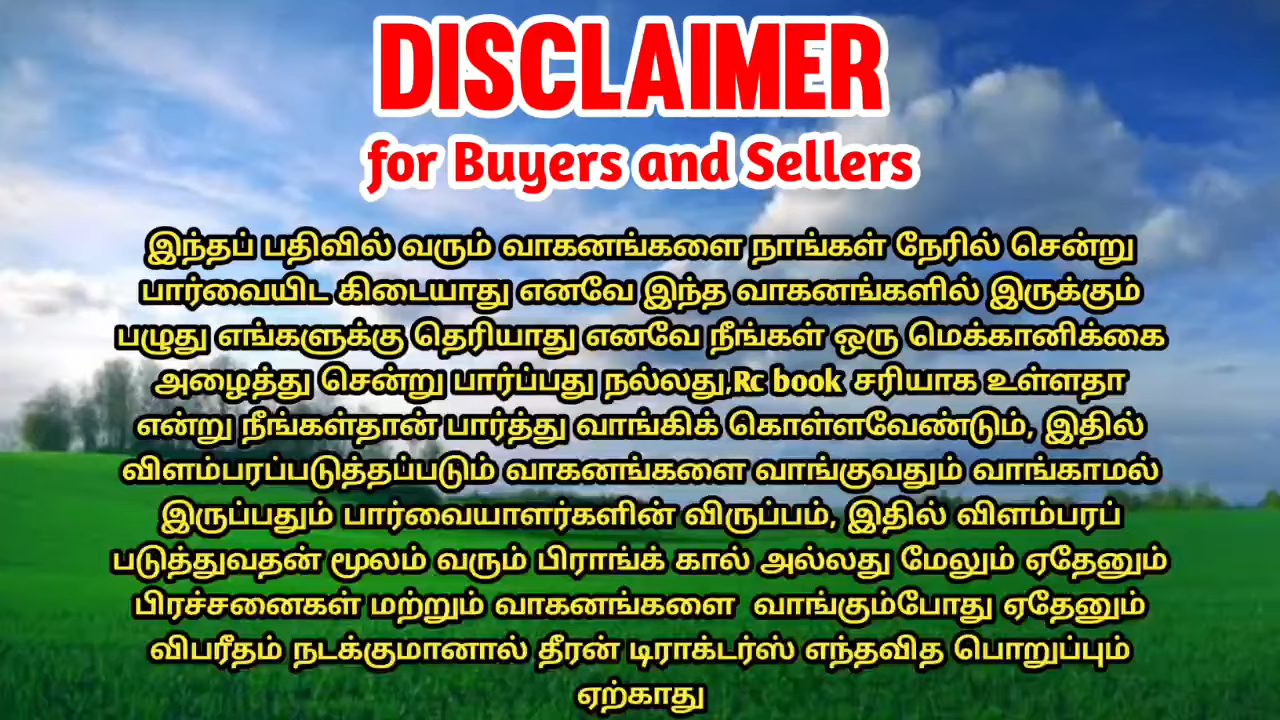 DISCLAIMER
for Buyers and Sellers
இந்தப் பதிவில் வரும் வாகனங்களை நாங்கள் நேரில் சென்று
பார்வையிட கிடையாது எனவே இந்த வாகனங்களில் இருக்கும்
பழுது எங்களுக்கு தெரியாது எனவே நீங்கள் ஒரு மெக்கானிக்கை
அழைத்து சென்று பார்ப்பது நல்லது,Rc book சரியாக உள்ளதா
என்று நீங்கள்தான் பார்த்து வாங்கிக் கொள்ளவேண்டும், இதில்
விளம்பரப்படுத்தப்படும் வாகனங்களை வாங்குவதும் வாங்காமல்
இருப்பதும் பார்வையாளர்களின் விருப்பம், இதில் விளம்பரப்
படுத்துவதன் மூலம் வரும் பிராங்க் கால் அல்லது மேலும் ஏதேனும்
பிரச்சனைகள் மற்றும் வாகனங்களை வாங்கும்போது ஏதேனும்
விபரீதம் நடக்குமானால் தீரன் டிராக்டர்ஸ் எந்தவித பொறுப்பும்
ஏற்காது